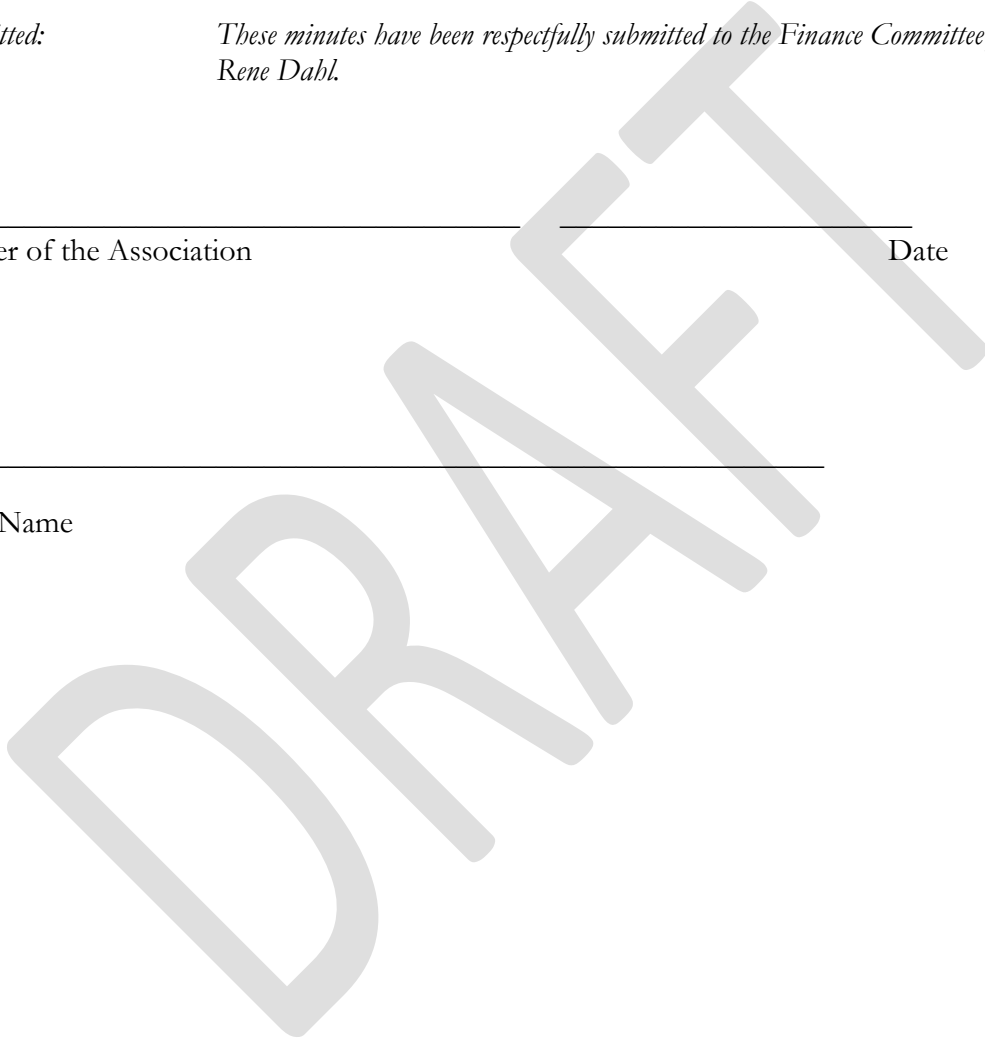 itted: These minutes have been respectfully submitted to the Finance Committee
Rene Dahl.
er of the Association Date
Name
DRAFT